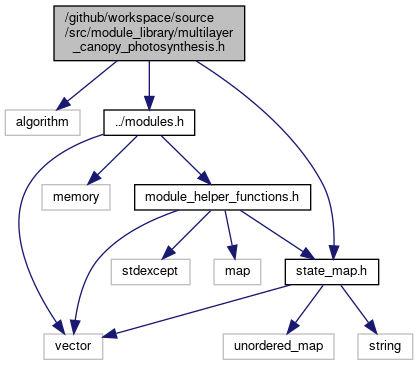 /github/workspace/source
/src/module_library/multilayer
_canopy_photosynthesis.h
algorithm
../modules.h
memory
module_helper_functions.h
stdexcept
map
state_map.h
vector
unordered_map
string